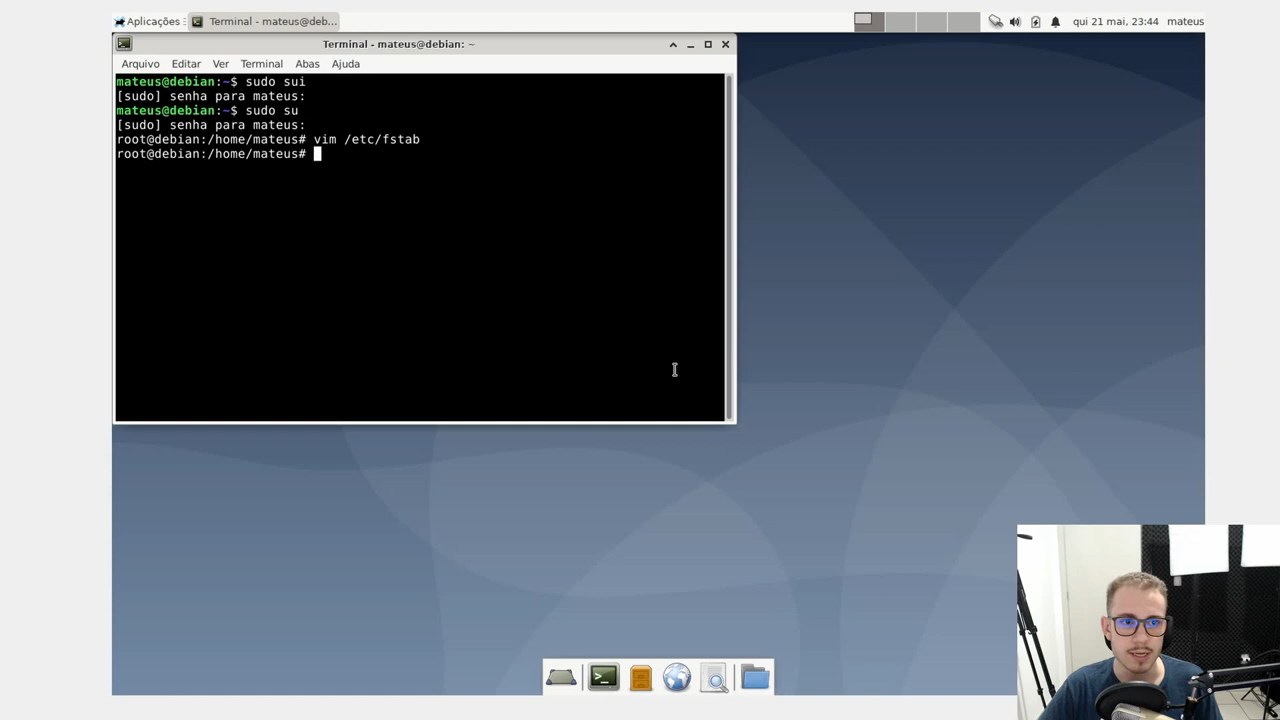 Aplicações
Terminal - mateus@deb...
qui 21 mai, 23:44
mateus
Terminal - mateus@debian: ~
Arquivo Editar Ver Terminal Abas Ajuda
mateus@debian:~$ sudo sui
[sudo] senha para mateus:
mateus@debian:~$ sudo su
[sudo] senha para mateus:
root@debian:/home/mateus# vim /etc/fstab
root@debian:/home/mateus#